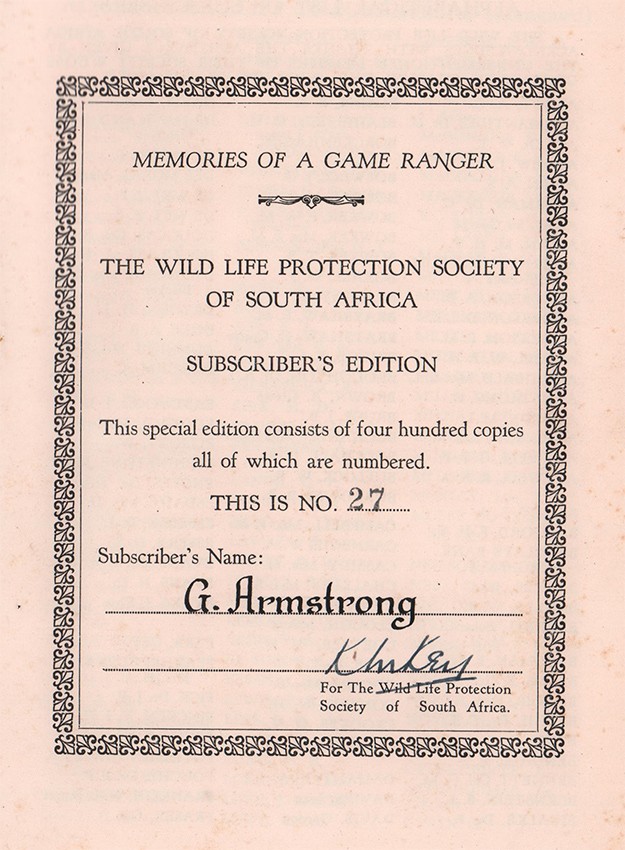 MEMORIES OF A GAME RANGER
THE WILD LIFE PROTECTION SOCIETY
OF SOUTH AFRICA
SUBSCRIBER'S EDITION
This special edition consists of four hundred copies
all of which are numbered.
THIS IS NO. 27
Subscriber's Name:
G. Armstrong
For The Wild Life Protection
Society of South Africa.